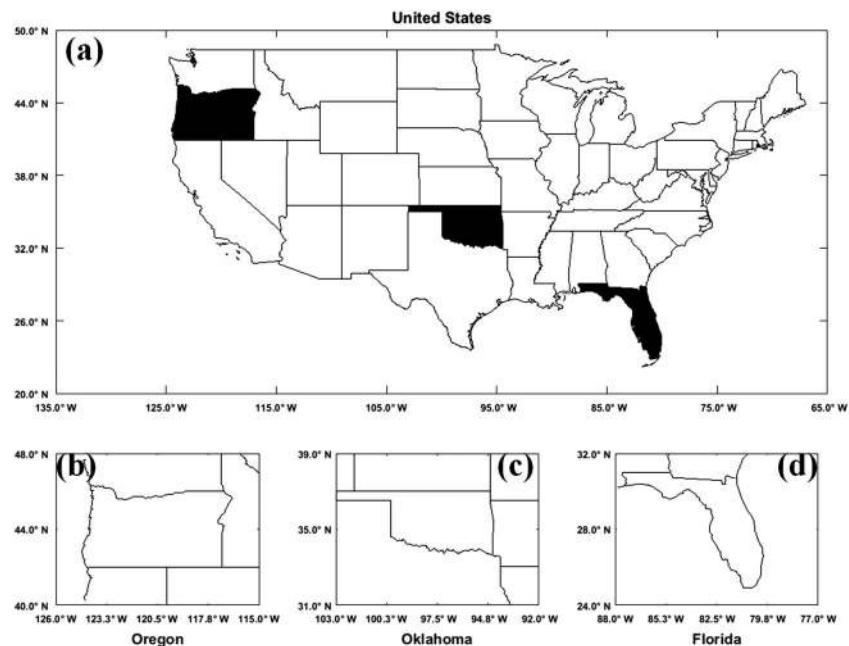 United States
(a)
50.0° N
44.0° N
38.0° N
32.0° N
26.0° N
20.0° N
135.0° W 125.0° W 115.0° W 105.0° W 95.0° W 85.0° W 75.0° W 65.0° W
(b)
48.0° N
44.0° N
40.0° N
126.0° W 123.3° W 120.5° W 117.8° W 115.0° W
Oregon
(c)
39.0° N
35.0° N
31.0° N
103.0° W 100.3° W 97.5° W 94.8° W 92.0° W
Oklahoma
(d)
32.0° N
28.0° N
24.0° N
88.0° W 85.3° W 82.5° W 79.8° W 77.0° W
Florida